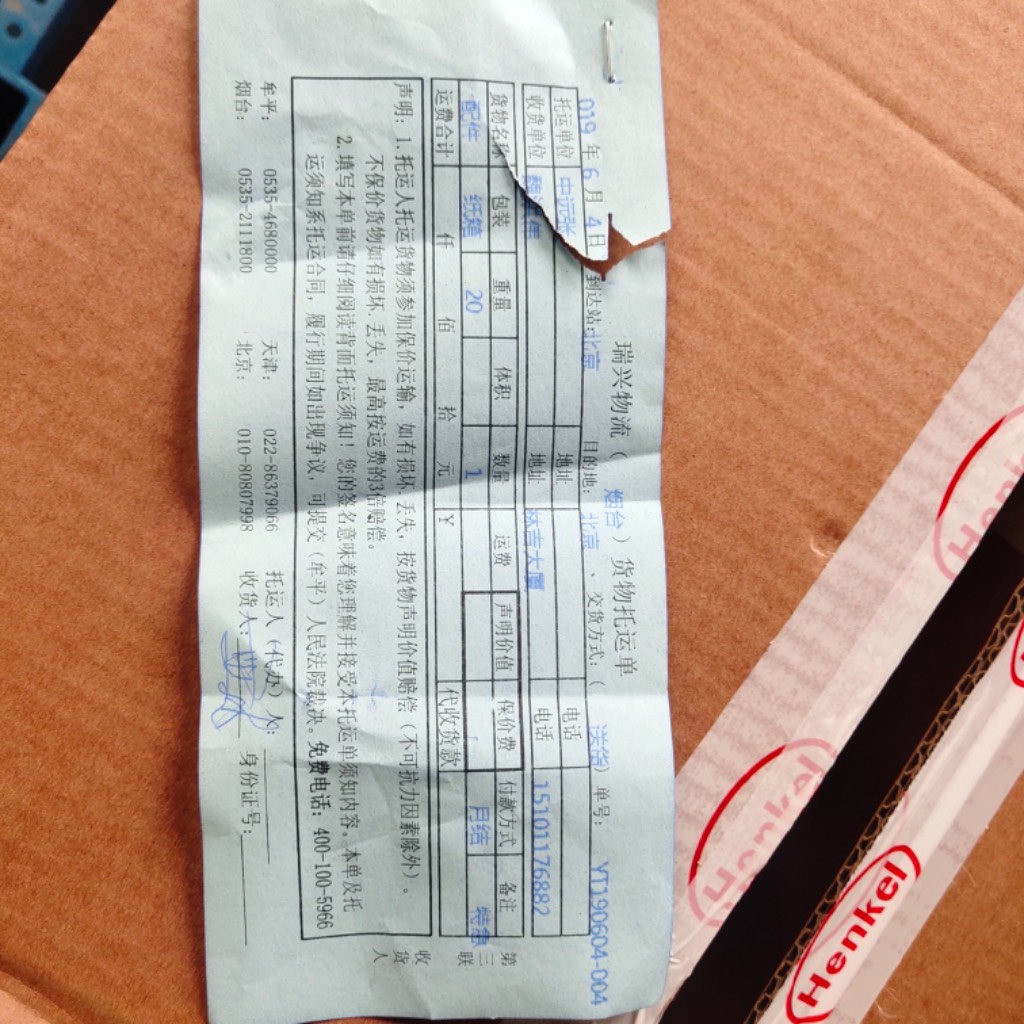 瑞兴物流（烟台）货物托运单
019年6月4日 到达站:北京 目的地:北京、交货方式:（送货）单号: YT190604-004
托运单位 中远张 地址 电话
收货单位 地址 林吉大厦 电话 15101176882
货物名称 包装 重量 体积 数量 运费 声明价值 保价费 付款方式 备注
配件 纸箱 20 1 月结 特急
运费合计 仟 佰 拾 元 ¥ 代收货款
声明: 1. 托运人托运货物须参加保价运输，如有损坏.丢失，按货物声明价值赔偿（不可抗力因素除外）。
不保价货物如有损坏.丢失，最高按运费的3倍赔偿。
2. 填写本单前请仔细阅读背面托运须知！您的签名意味着您理解并接受本托运单须知内容。本单及托
运须知系托运合同，履行期间如出现争议，可提交（牟平）人民法院裁决。免费电话: 400-100-5966
牟平: 0535-4680000 天津: 022-86379066 托运人（代办）人:
烟台: 0535-2111800 北京: 010-80807998 收货人: 身份证号:
第三联
收货人
Henkel
Henkel
Henkel